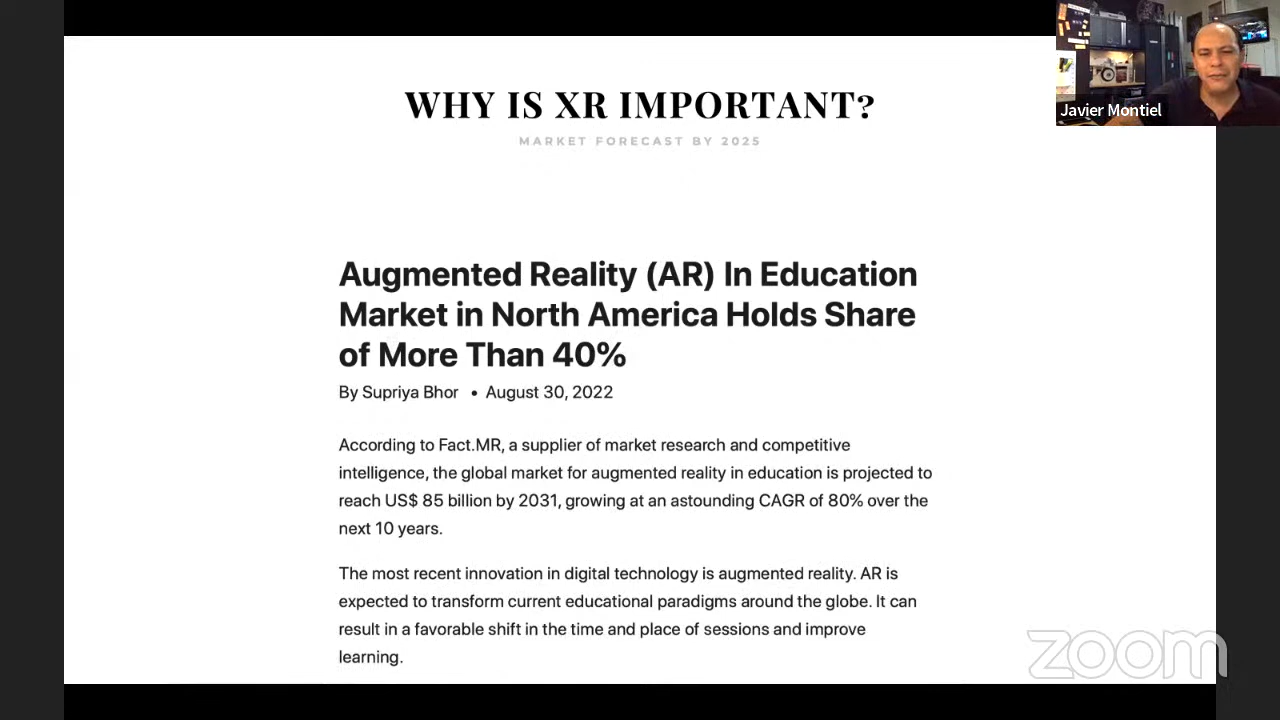 WHY IS XR IMPORTANT?
MARKET FORECAST BY 2025
Javier Montiel
Augmented Reality (AR) In Education
Market in North America Holds Share
of More Than 40%
By Supriya Bhor • August 30, 2022
According to Fact.MR, a supplier of market research and competitive
intelligence, the global market for augmented reality in education is projected to
reach US$ 85 billion by 2031, growing at an astounding CAGR of 80% over the
next 10 years.
The most recent innovation in digital technology is augmented reality. AR is
expected to transform current educational paradigms around the globe. It can
result in a favorable shift in the time and place of sessions and improve
learning.
zoom